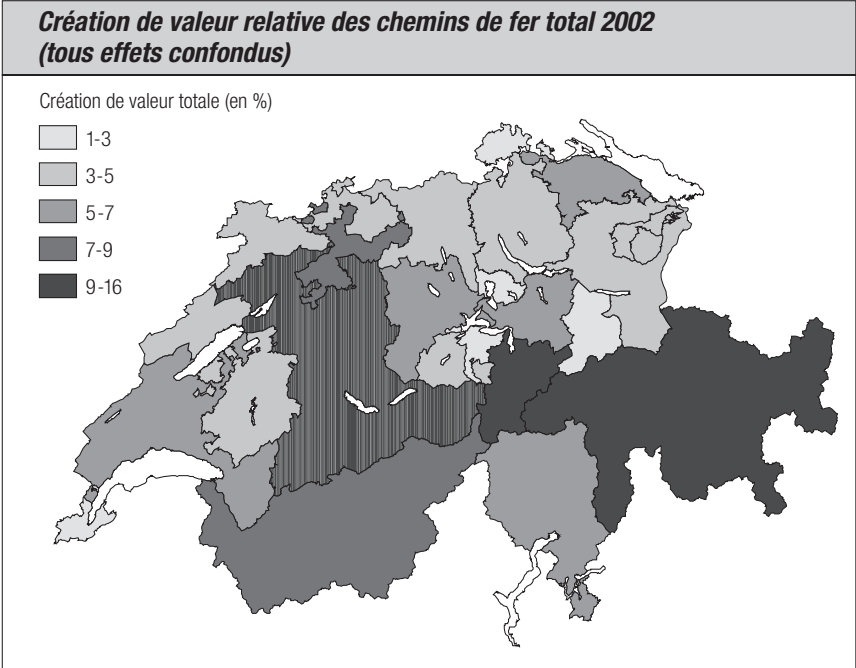 Création de valeur relative des chemins de fer total 2002
(tous effets confondus)
Création de valeur totale (en %)
1-3
3-5
5-7
7-9
9-16